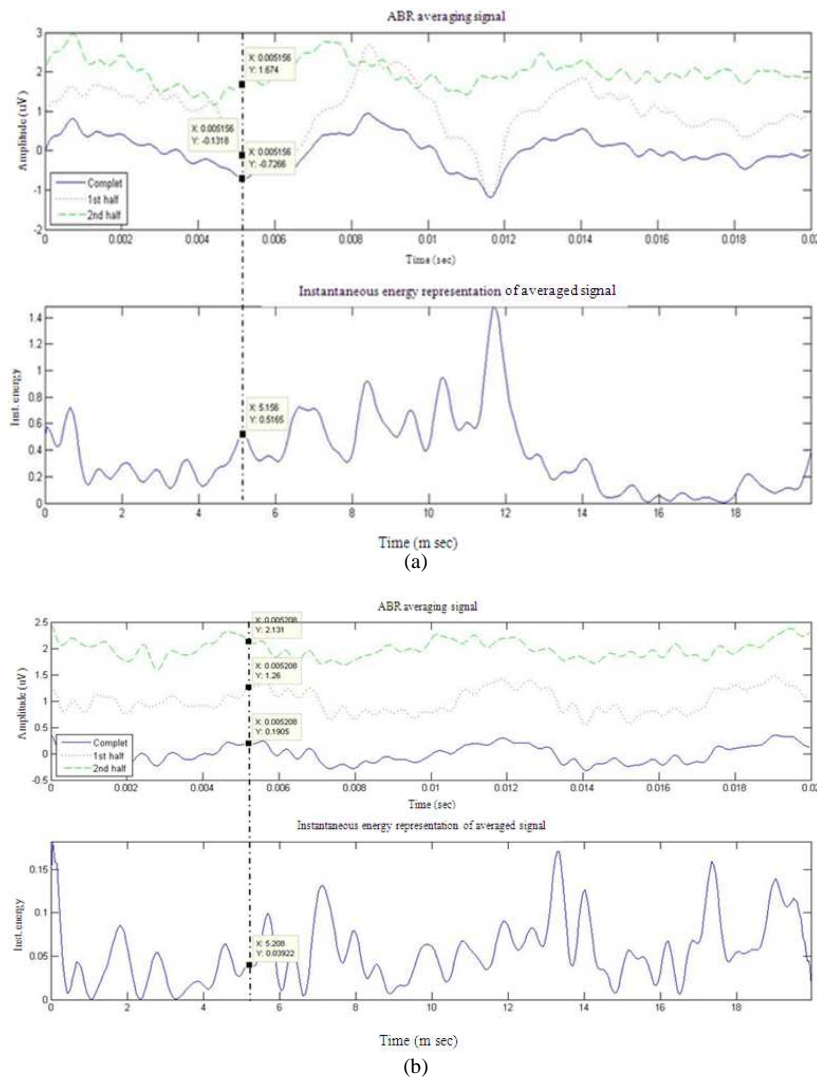 ABR averaging signal
3
2
1
0
-1
-2
Amplitude (uV)
X: 0.005156
Y: 1.674
X: 0.005156
Y: -0.1318
X: 0.005156
Y: -0.7266
Complet
1st half
2nd half
0 0.002 0.004 0.006 0.008 0.01 0.012 0.014 0.016 0.018 0.02
Time (sec)
Instantaneous energy representation of averaged signal
1.4
1.2
1
0.8
0.6
0.4
0.2
0
Inst. energy
X: 5.156
Y: 0.5165
0 2 4 6 8 10 12 14 16 18
Time (m sec)
(a)
ABR averaging signal
2.5
2
1.5
1
0.5
0
-0.5
Amplitude (uV)
X: 0.005208
Y: 2.131
X: 0.005208
Y: 1.26
X: 0.005208
Y: 0.1905
Complet
1st half
2nd half
0 0.002 0.004 0.006 0.008 0.01 0.012 0.014 0.016 0.018 0.02
Time (sec)
Instantaneous energy representation of averaged signal
0.15
0.1
0.05
0
Inst. energy
X: 5.208
Y: 0.03922
0 2 4 6 8 10 12 14 16 18
Time (m sec)
(b)